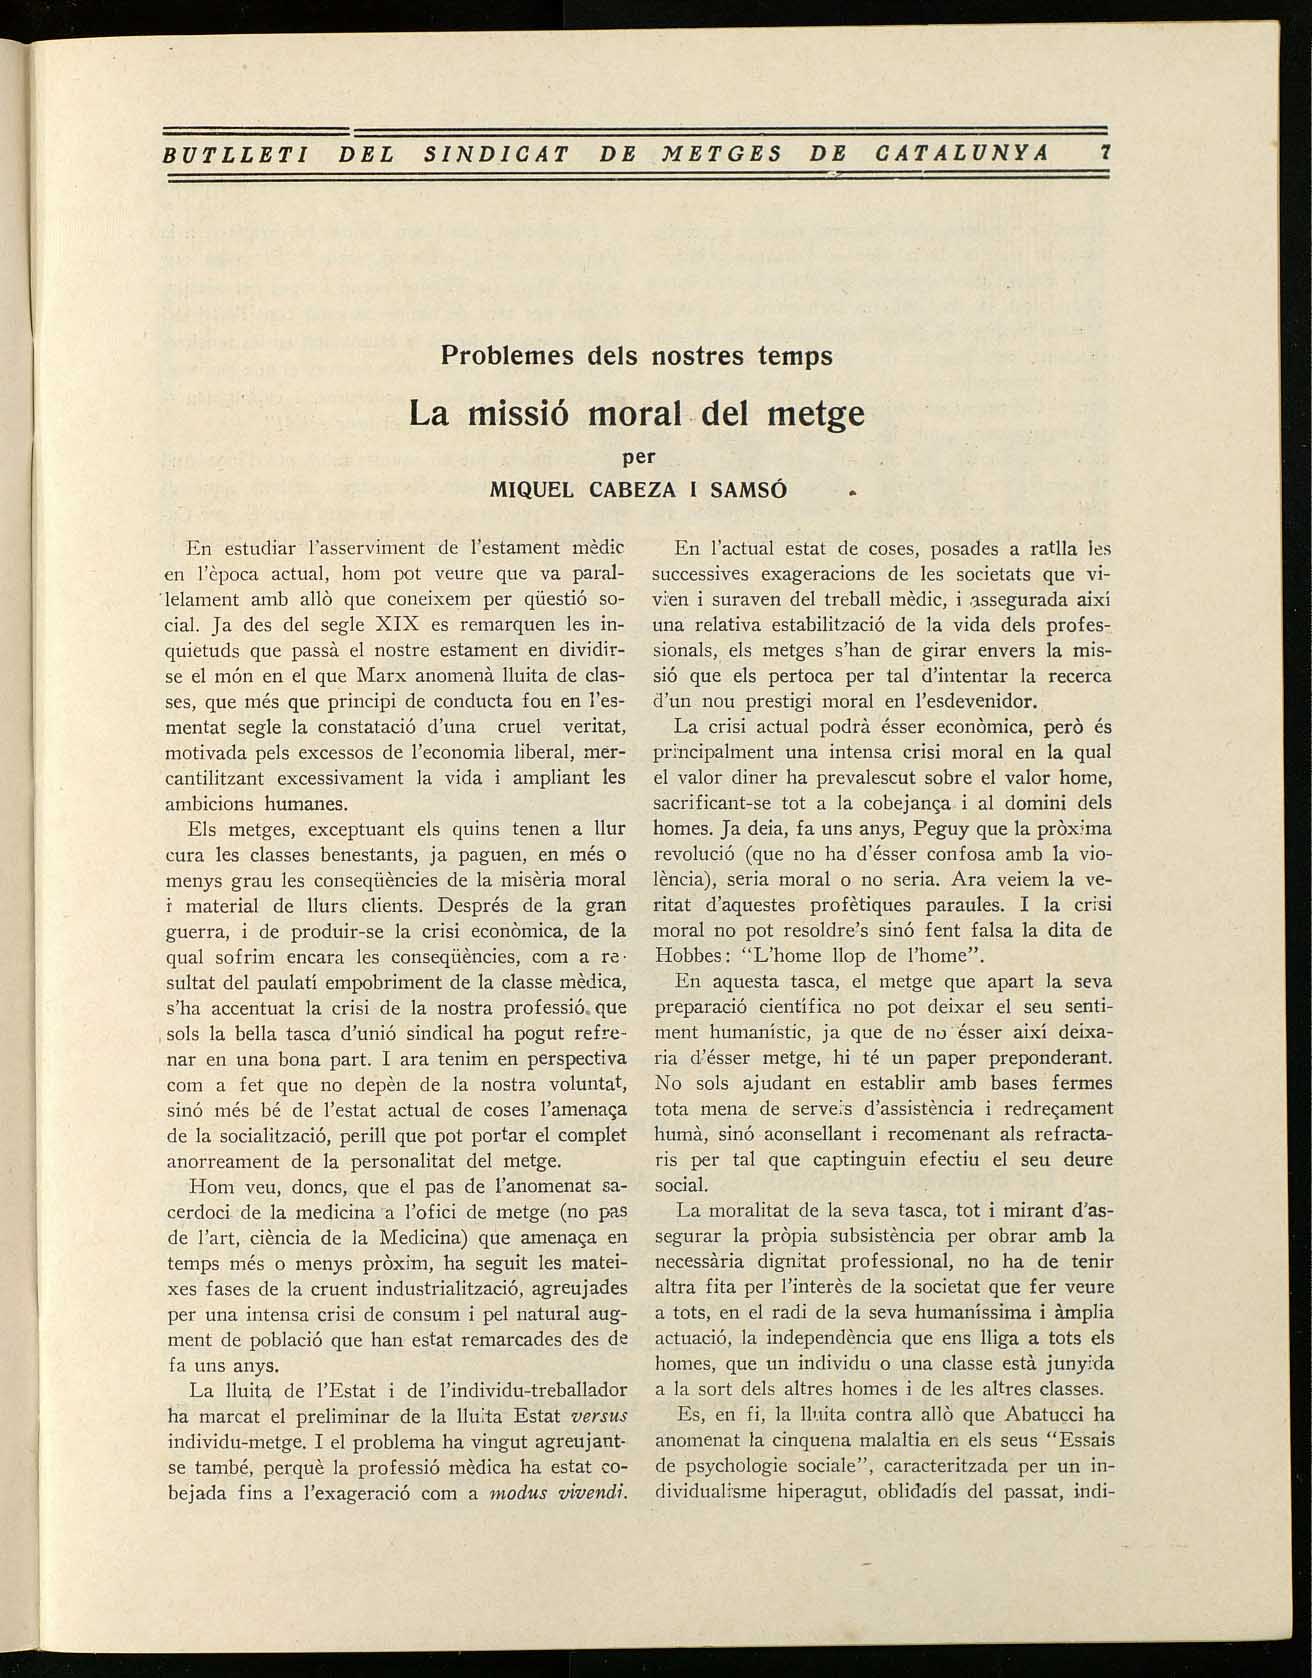 BUTLLETI DEL SINDICAT DE METGES DE CATALUNYA 7
Problemes dels nostres temps
La missió moral del metge
per
MIQUEL CABEZA I SAMSÓ
En estudiar l'asserviment de l'estament mèdic
en l'època actual, hom pot veure que va paral-
lelament amb allò que coneixem per qüestió so-
cial. Ja des del segle XIX es remarquen les in-
quietuds que passà el nostre estament en dividir-
se el món en el que Marx anomenà lluita de clas-
ses, que més que principi de conducta fou en l'es-
mentat segle la constatació d'una cruel veritat,
motivada pels excessos de l'economia liberal, mer-
cantilitzant excessivament la vida i ampliant les
ambicions humanes.
Els metges, exceptuant els quins tenen a llur
cura les classes benestants, ja paguen, en més o
menys grau les conseqüències de la misèria moral
i material de llurs clients. Després de la gran
guerra, i de produir-se la crisi econòmica, de la
qual sofrim encara les conseqüències, com a re-
sultat del paulatí empobriment de la classe mèdica,
s'ha accentuat la crisi de la nostra professió, que
sols la bella tasca d'unió sindical ha pogut refre-
nar en una bona part. I ara tenim en perspectiva
com a fet que no depèn de la nostra voluntat,
sinó més bé de l'estat actual de coses l'amenaça
de la socialització, perill que pot portar el complet
anorreament de la personalitat del metge.
Hom veu, doncs, que el pas de l'anomenat sa-
cerdoci de la medicina a l'ofici de metge (no pas
de l'art, ciència de la Medicina) que amenaça en
temps més o menys pròxim, ha seguit les matei-
xes fases de la cruent industrialització, agreujades
per una intensa crisi de consum i pel natural aug-
ment de població que han estat remarcades des de
fa uns anys.
La lluita de l'Estat i de l'individu-treballador
ha marcat el preliminar de la lluita Estat versus
individu-metge. I el problema ha vingut agreujant-
se també, perquè la professió mèdica ha estat co-
bejada fins a l'exageració com a modus vivendi.
En l'actual estat de coses, posades a ratlla les
successives exageracions de les societats que vi-
vien i suraven del treball mèdic, i assegurada així
una relativa estabilització de la vida dels profes-
sionals, els metges s'han de girar envers la mis-
sió que els pertoca per tal d'intentar la recerca
d'un nou prestigi moral en l'esdevenidor.
La crisi actual podrà ésser econòmica, però és
principalment una intensa crisi moral en la qual
el valor diner ha prevalescut sobre el valor home,
sacrificant-se tot a la cobejança i al domini dels
homes. Ja deia, fa uns anys, Peguy que la pròxima
revolució (que no ha d'ésser confosa amb la vio-
lència), seria moral o no seria. Ara veiem la ve-
ritat d'aquestes profètiques paraules. I la crisi
moral no pot resoldre's sinó fent falsa la dita de
Hobbes: "L'home llop de l'home".
En aquesta tasca, el metge que apart la seva
preparació científica no pot deixar el seu senti-
ment humanístic, ja que de no ésser així deixa-
ria d'ésser metge, hi té un paper preponderant.
No sols ajudant en establir amb bases fermes
tota mena de serveis d'assistència i redreçament
humà, sinó aconsellant i recomenant als refracta-
ris per tal que captinguin efectiu el seu deure
social.
La moralitat de la seva tasca, tot i mirant d'as-
segurar la pròpia subsistència per obrar amb la
necessària dignitat professional, no ha de tenir
altra fita per l'interès de la societat que fer veure
a tots, en el radi de la seva humaníssima i àmplia
actuació, la independència que ens lliga a tots els
homes, que un individu o una classe està junyida
a la sort dels altres homes i de les altres classes.
Es, en fi, la lluita contra allò que Abatucci ha
anomenat la cinquena malaltia en els seus "Essais
de psychologie sociale", caracteritzada per un in-
dividualisme hiperagut, oblidadís del passat, indi-